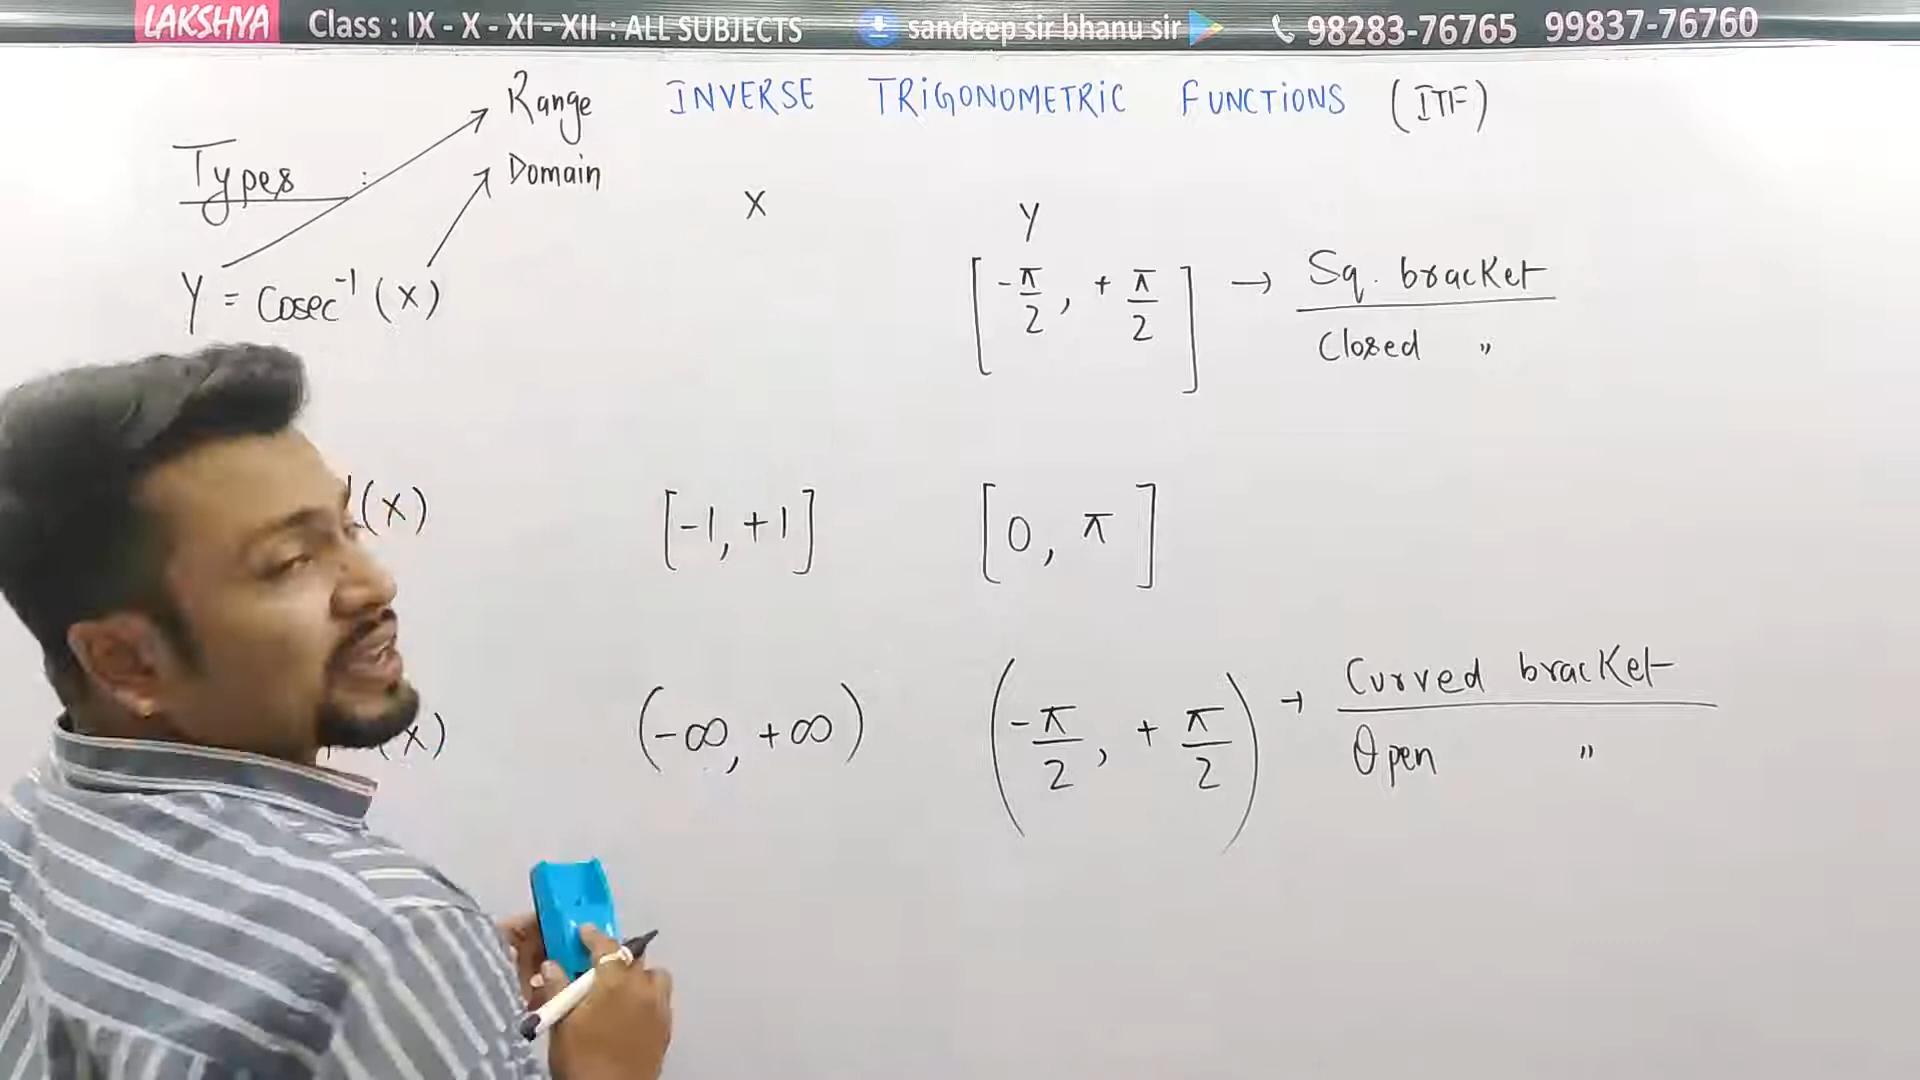 LAKSHYA Class : IX - X - XI - XII : ALL SUBJECTS sandeep sir bhanu sir 98283-76765 99837-76760
Range INVERSE TRIGONOMETRIC FUNCTIONS (ITF)
Types : Domain
X Y
Y = Cosec⁻¹ (X) [-π/2, +π/2] → Sq. bracket
Closed "
(X) [-1, +1] [0, π]
(X) (-∞, +∞) (-π/2, +π/2) → Curved bracket
Open "